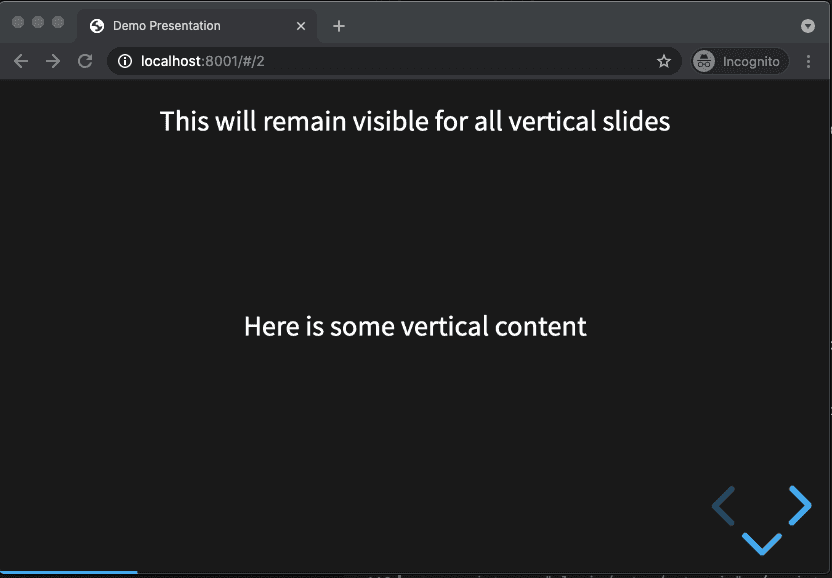 Demo Presentation
localhost:8001/#/2
Incognito
This will remain visible for all vertical slides
Here is some vertical content